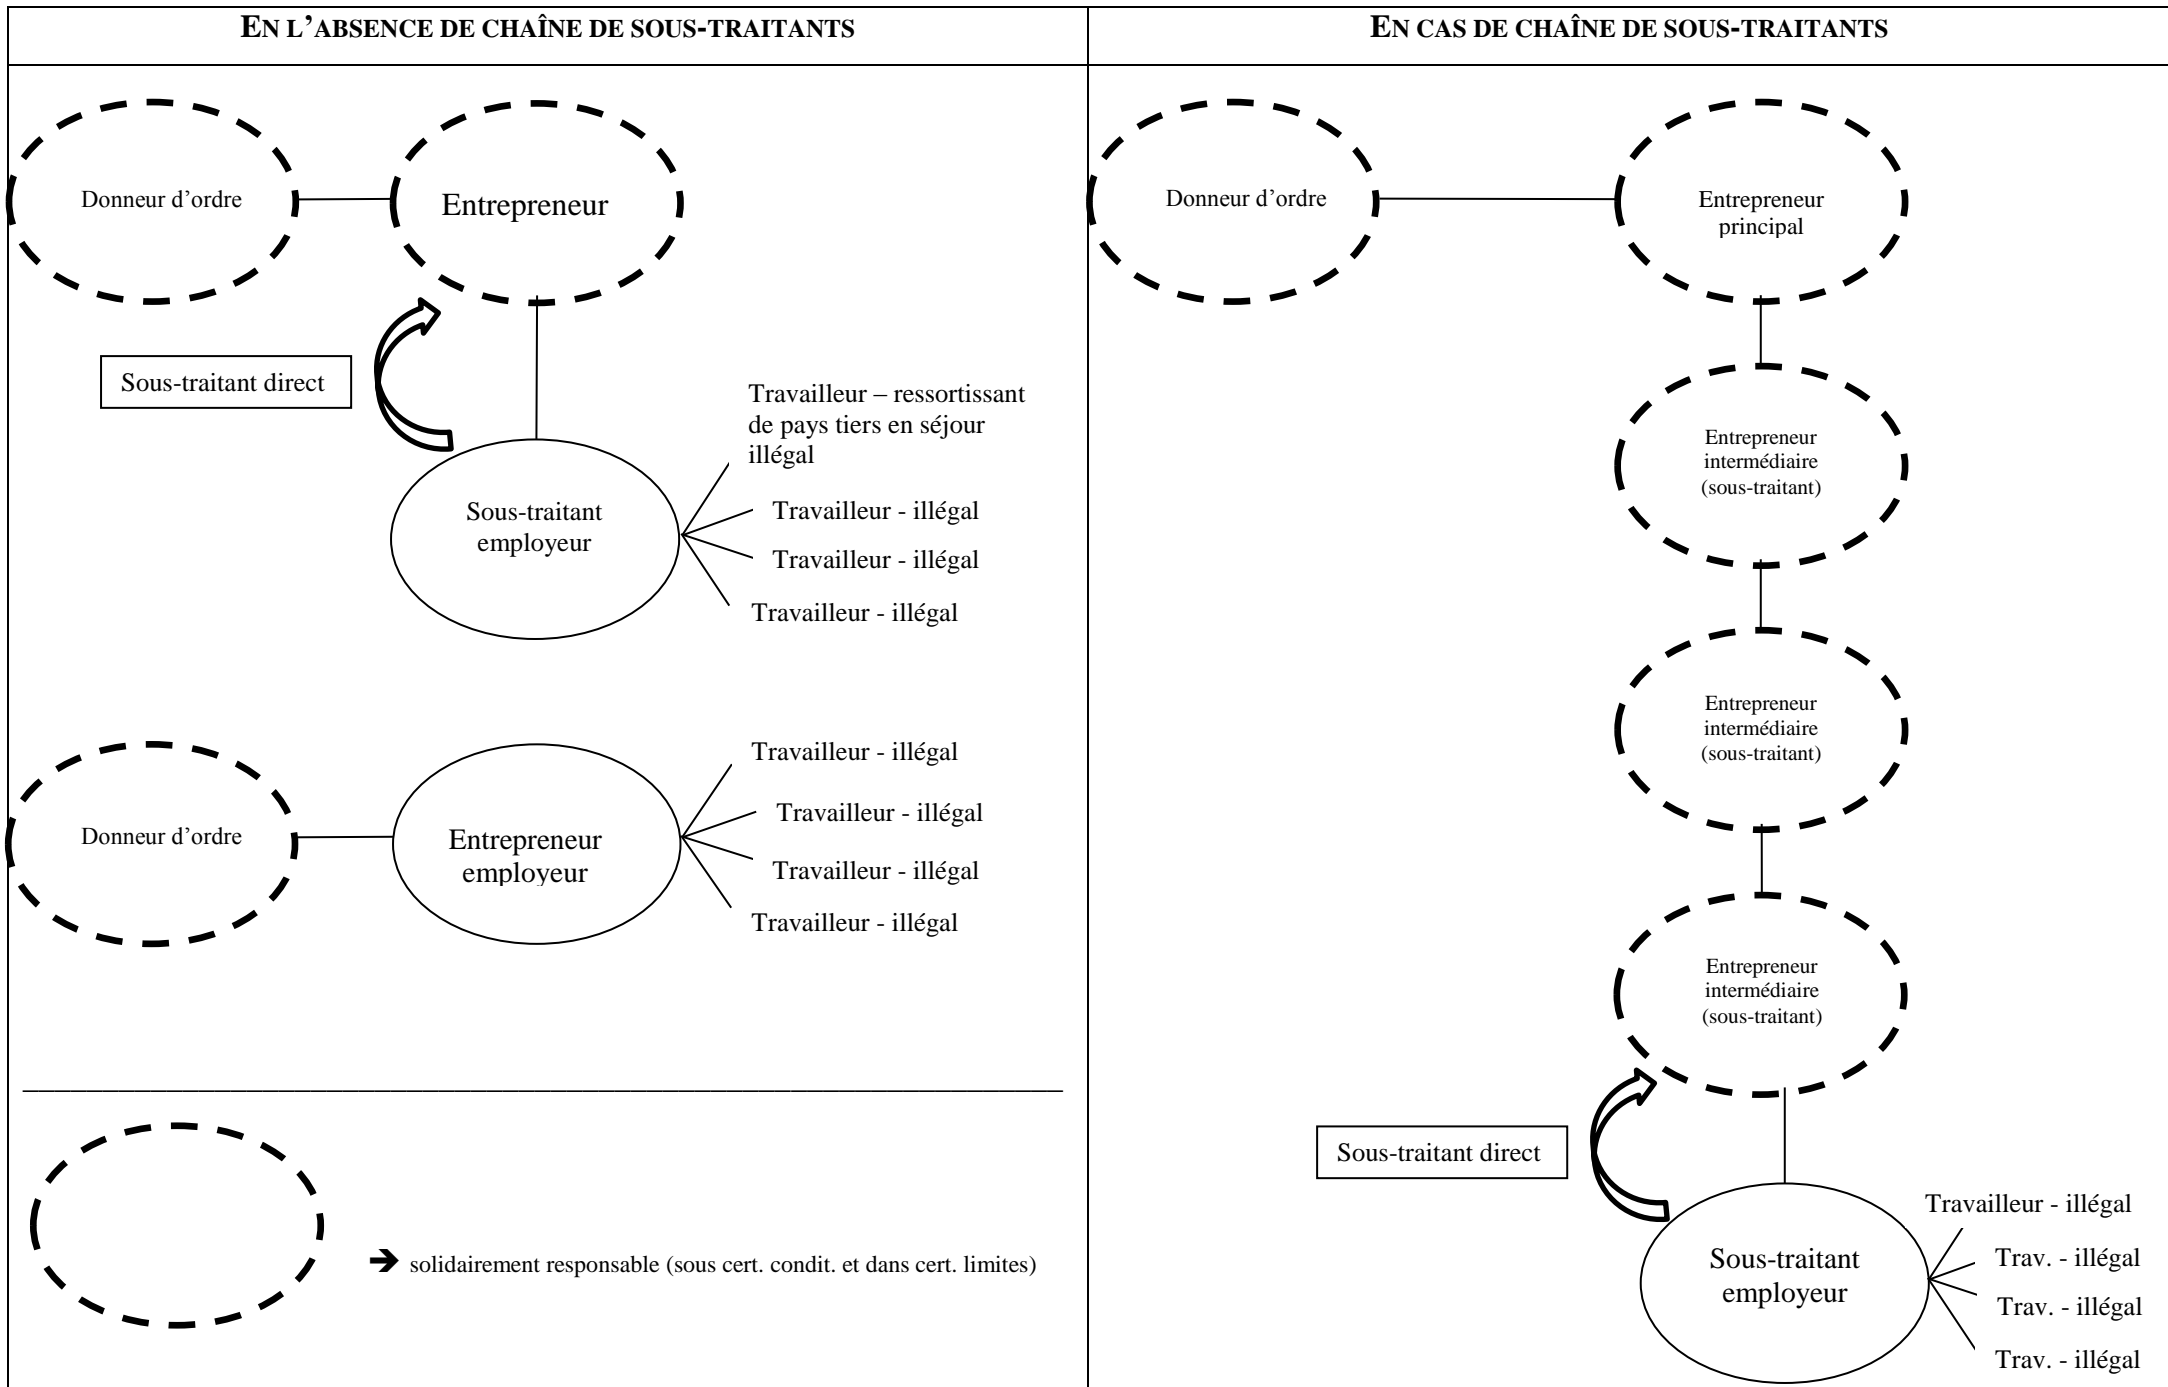 EN L’ABSENCE DE CHAÎNE DE SOUS-TRAITANTS
Donneur d’ordre
Entrepreneur
Sous-traitant direct
Travailleur – ressortissant
de pays tiers en séjour
illégal
Sous-traitant
employeur
Travailleur - illégal
Travailleur - illégal
Travailleur - illégal
Donneur d’ordre
Entrepreneur
employeur
Travailleur - illégal
Travailleur - illégal
Travailleur - illégal
Travailleur - illégal
➔ solidairement responsable (sous cert. condit. et dans cert. limites)
EN CAS DE CHAÎNE DE SOUS-TRAITANTS
Donneur d’ordre
Entrepreneur
principal
Entrepreneur
intermédiaire
(sous-traitant)
Entrepreneur
intermédiaire
(sous-traitant)
Entrepreneur
intermédiaire
(sous-traitant)
Sous-traitant direct
Sous-traitant
employeur
Travailleur - illégal
Trav. - illégal
Trav. - illégal
Trav. - illégal